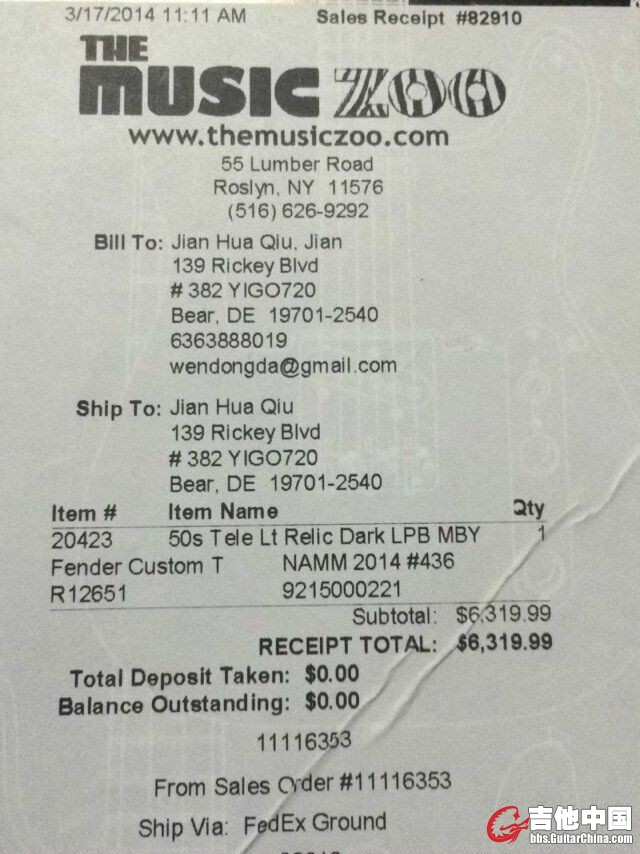 3/17/2014 11:11 AM Sales Receipt #82910
THE
MUSIC ZOO
www.themusiczoo.com
55 Lumber Road
Roslyn, NY 11576
(516) 626-9292
Bill To: Jian Hua Qiu, Jian
139 Rickey Blvd
# 382 YIGO720
Bear, DE 19701-2540
6363888019
wendongda@gmail.com
Ship To: Jian Hua Qiu
139 Rickey Blvd
# 382 YIGO720
Bear, DE 19701-2540
Item # Item Name Qty
20423 50s Tele Lt Relic Dark LPB MBY 1
Fender Custom T NAMM 2014 #436
R12651 9215000221
Subtotal: $6,319.99
RECEIPT TOTAL: $6,319.99
Total Deposit Taken: $0.00
Balance Outstanding: $0.00
11116353
From Sales Order #11116353
Ship Via: FedEx Ground
吉他中国
bbs.GuitarChina.com